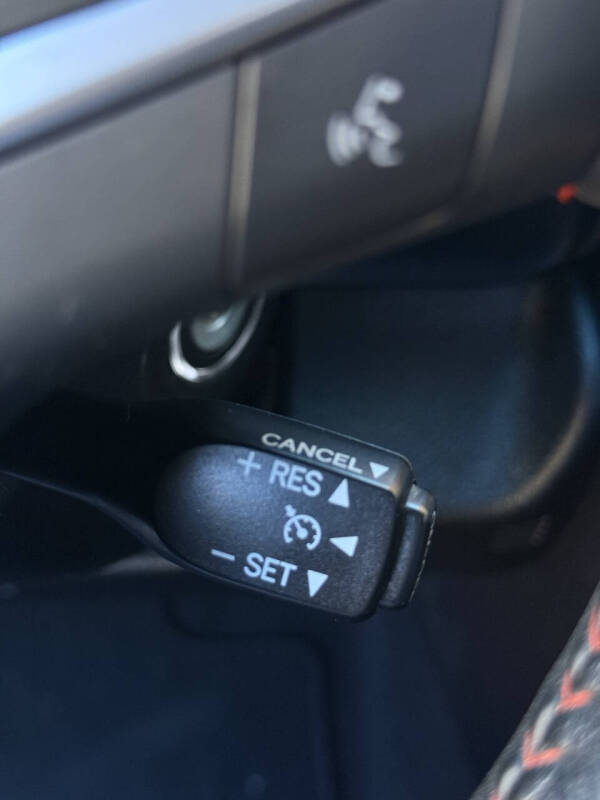 CANCEL▼
+ RES ▲
◀
− SET ▼